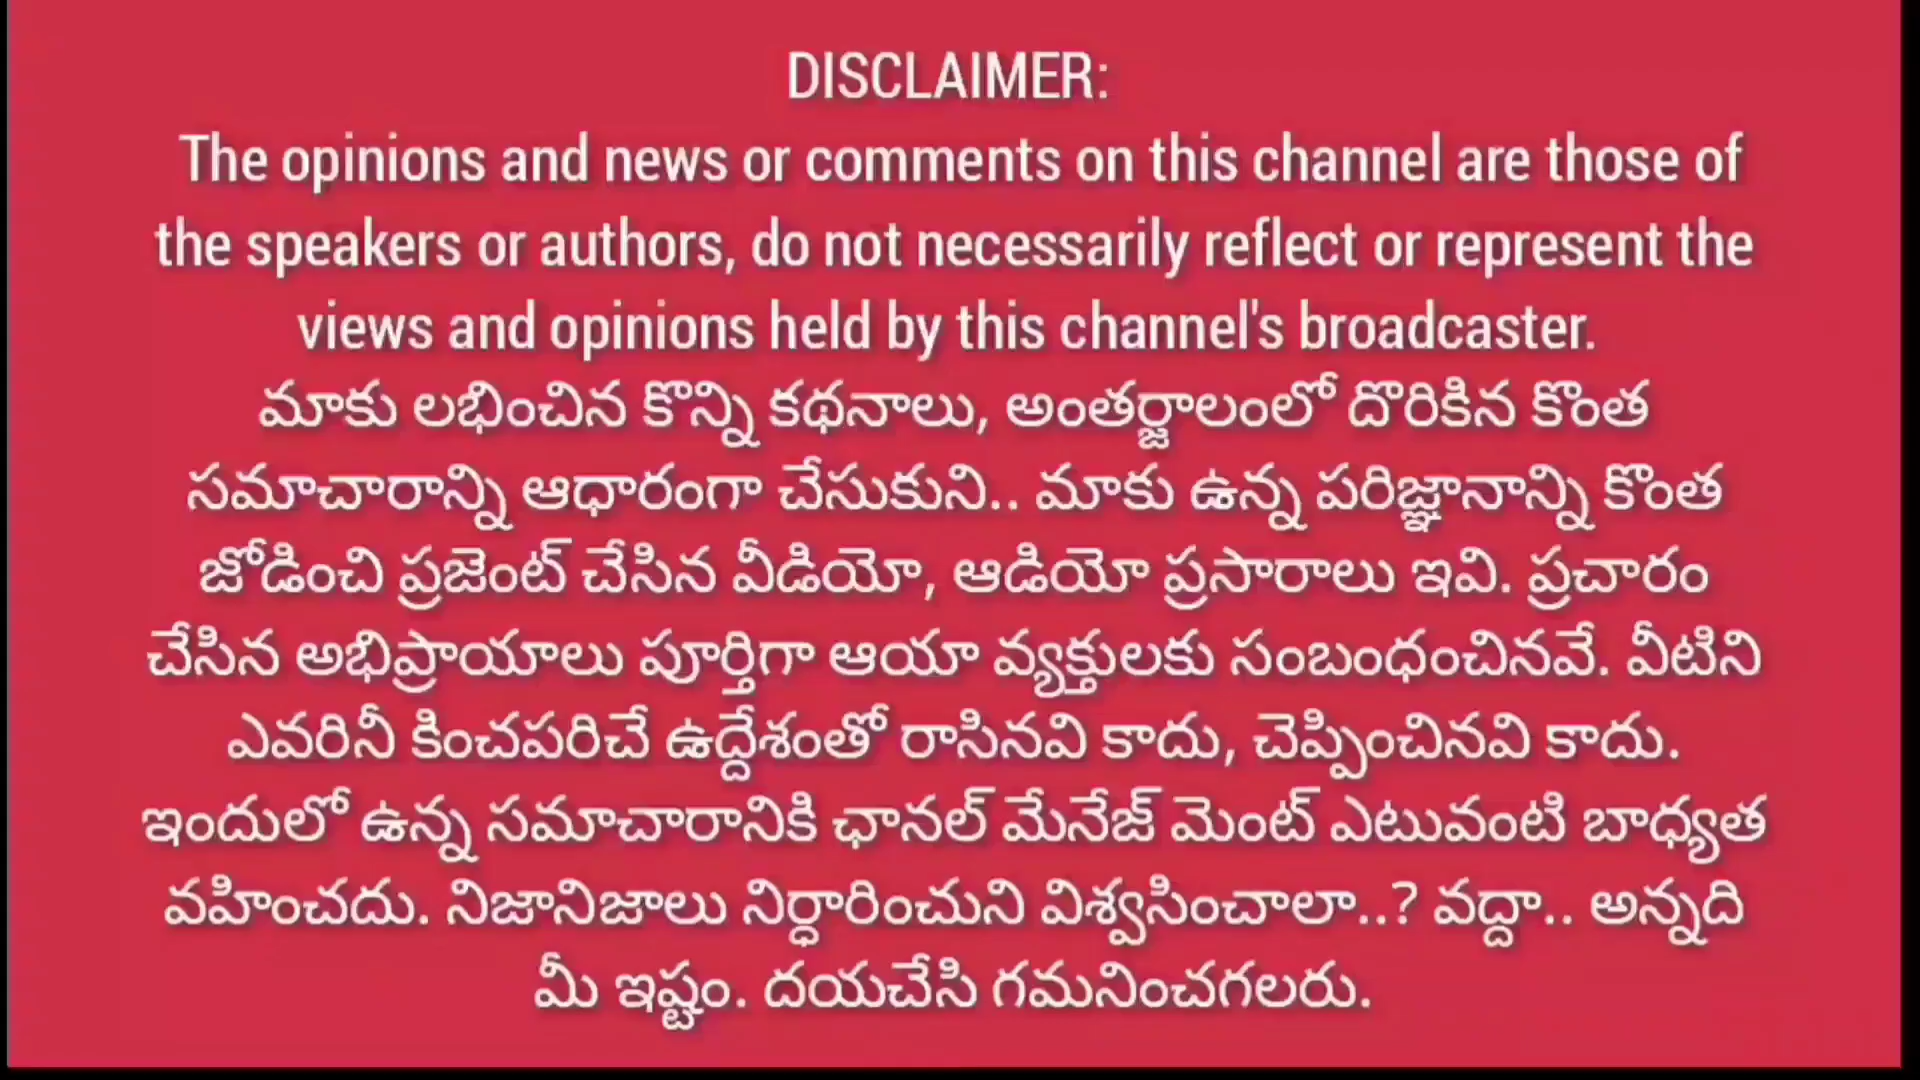 DISCLAIMER:
The opinions and news or comments on this channel are those of
the speakers or authors, do not necessarily reflect or represent the
views and opinions held by this channel's broadcaster.
మాకు లభించిన కొన్ని కథనాలు, అంతర్జాలంలో దొరికిన కొంత
సమాచారాన్ని ఆధారంగా చేసుకుని.. మాకు ఉన్న పరిజ్ఞానాన్ని కొంత
జోడించి ప్రజెంట్ చేసిన వీడియో, ఆడియో ప్రసారాలు ఇవి. ప్రచారం
చేసిన అభిప్రాయాలు పూర్తిగా ఆయా వ్యక్తులకు సంబంధించినవే. వీటిని
ఎవరినీ కించపరిచే ఉద్దేశంతో రాసినవి కాదు, చెప్పించినవి కాదు.
ఇందులో ఉన్న సమాచారానికి ఛానల్ మేనేజ్ మెంట్ ఎటువంటి బాధ్యత
వహించదు. నిజానిజాలు నిర్ధారించుని విశ్వసించాలా..? వద్దా.. అన్నది
మీ ఇష్టం. దయచేసి గమనించగలరు.